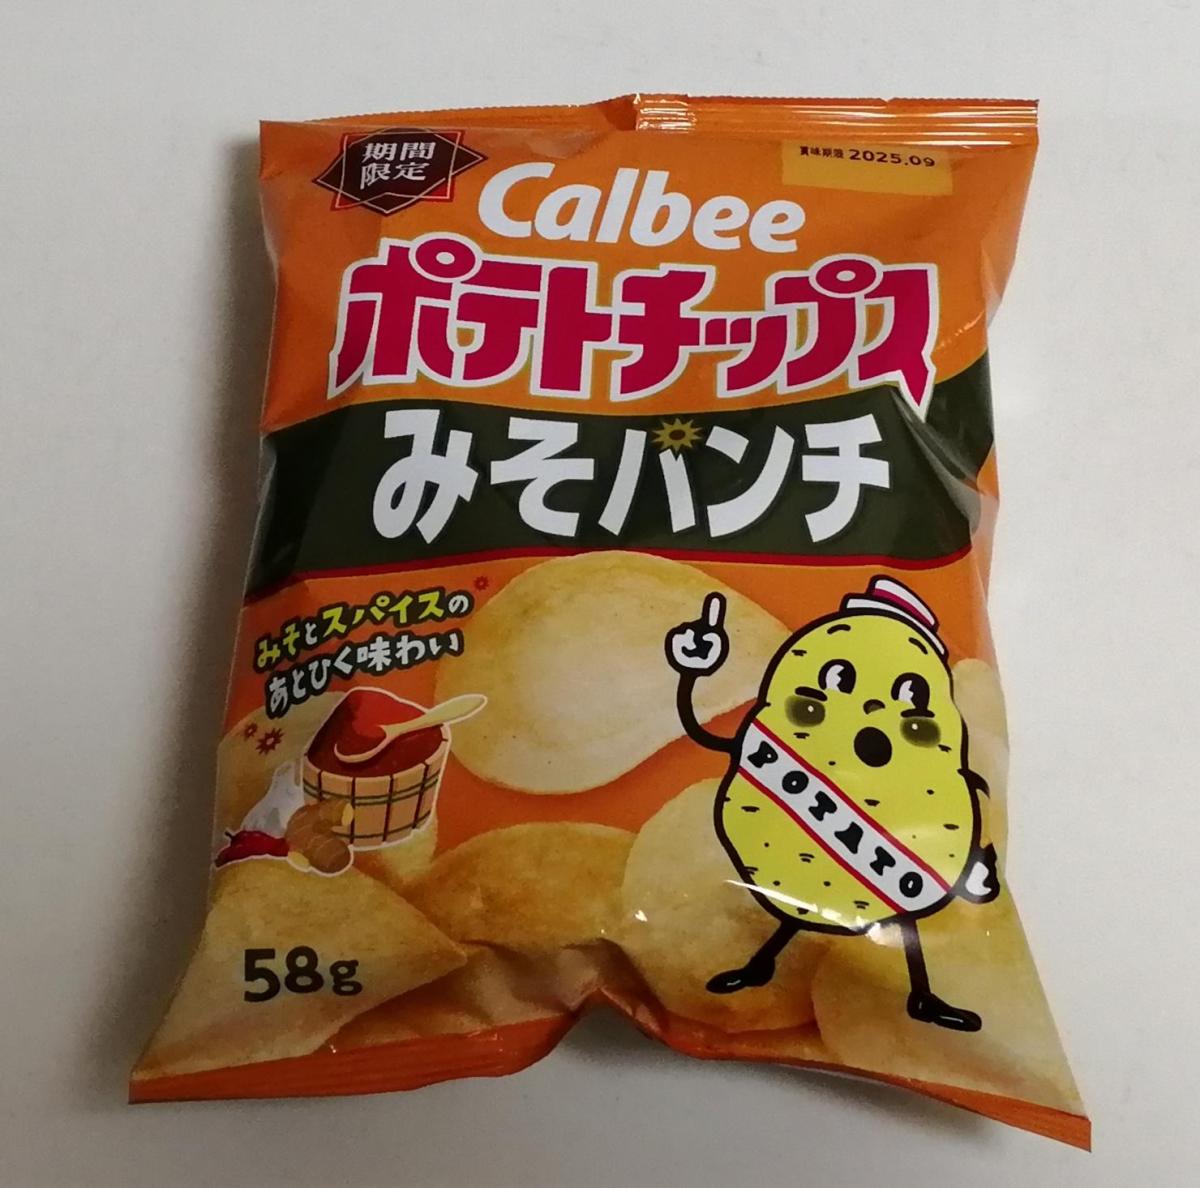 期間
限定
賞味期限 2025.09
Calbee
ポテトチップス
みそパンチ
みそとスパイスの
あとひく味わい
POTATO
58g